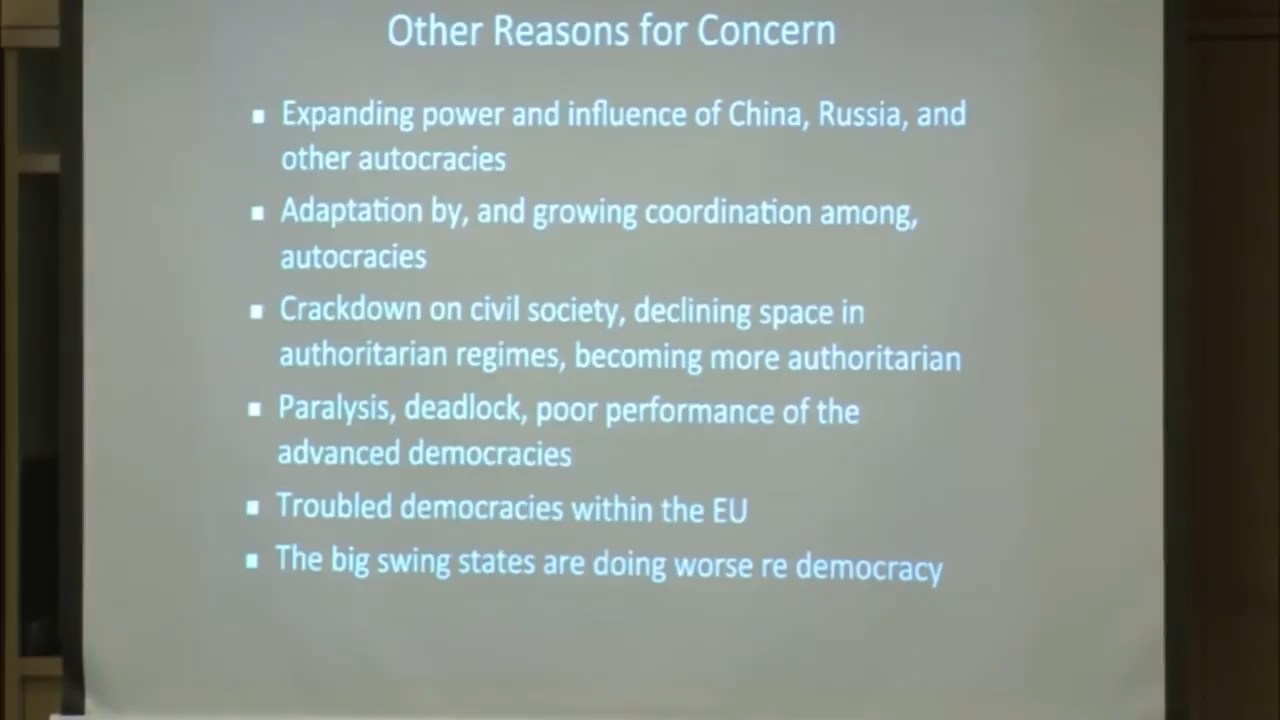 Other Reasons for Concern
▪ Expanding power and influence of China, Russia, and
other autocracies
▪ Adaptation by, and growing coordination among,
autocracies
▪ Crackdown on civil society, declining space in
authoritarian regimes, becoming more authoritarian
▪ Paralysis, deadlock, poor performance of the
advanced democracies
▪ Troubled democracies within the EU
▪ The big swing states are doing worse re democracy